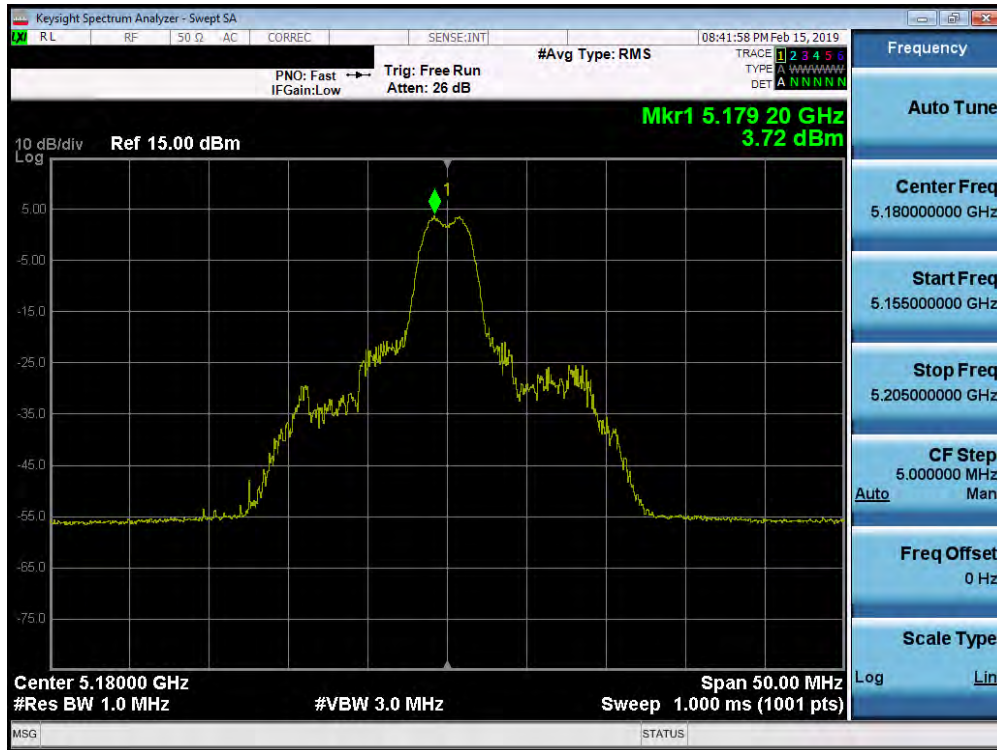 Keysight Spectrum Analyzer - Swept SA
LXI RL RF 50 Ω AC CORREC SENSE:INT 08:41:58 PM Feb 15, 2019
PNO: Fast
IFGain:Low
Trig: Free Run
Atten: 26 dB
#Avg Type: RMS
TRACE 1 2 3 4 5 6
TYPE A WWWWW
DET A N N N N N
Mkr1 5.179 20 GHz
3.72 dBm
10 dB/div
Log
Ref 15.00 dBm
1
5.00
-5.00
-15.0
-25.0
-35.0
-45.0
-55.0
-65.0
-75.0
Center 5.18000 GHz
Span 50.00 MHz
#Res BW 1.0 MHz
#VBW 3.0 MHz
Sweep 1.000 ms (1001 pts)
MSG
STATUS
Frequency
Auto Tune
Center Freq
5.180000000 GHz
Start Freq
5.155000000 GHz
Stop Freq
5.205000000 GHz
CF Step
5.000000 MHz
Auto Man
Freq Offset
0 Hz
Scale Type
Log Lin